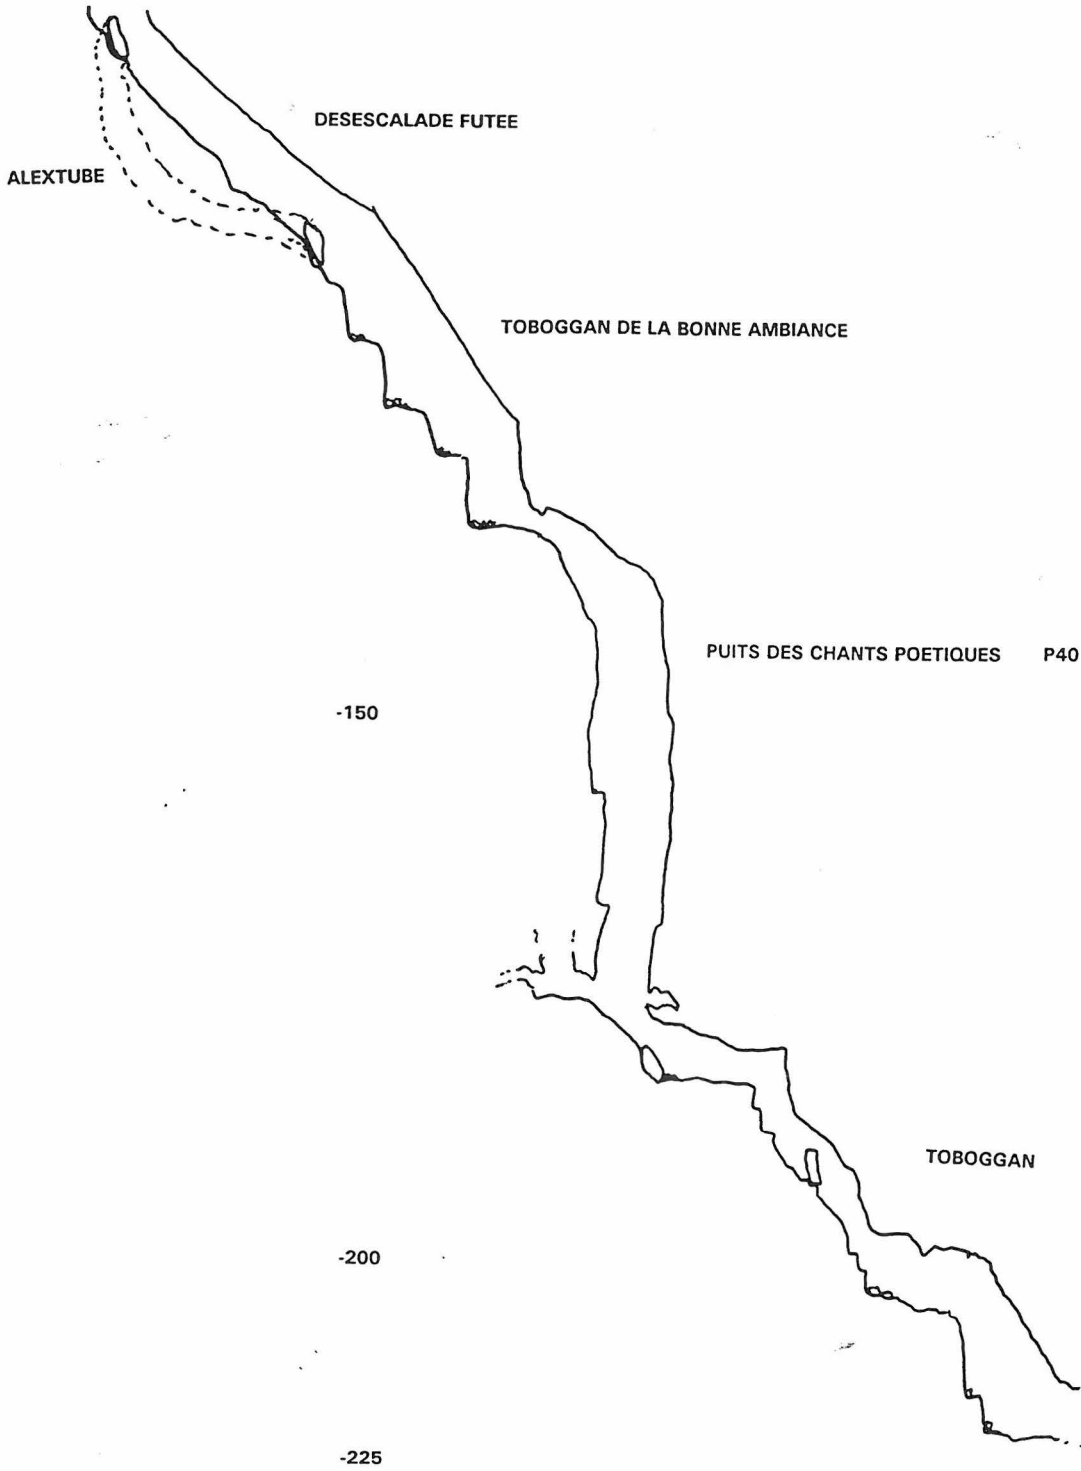 DESESCALADE FUTEE
ALEXTUBE
TOBOGGAN DE LA BONNE AMBIANCE
PUITS DES CHANTS POETIQUES P40
-150
TOBOGGAN
-200
-225